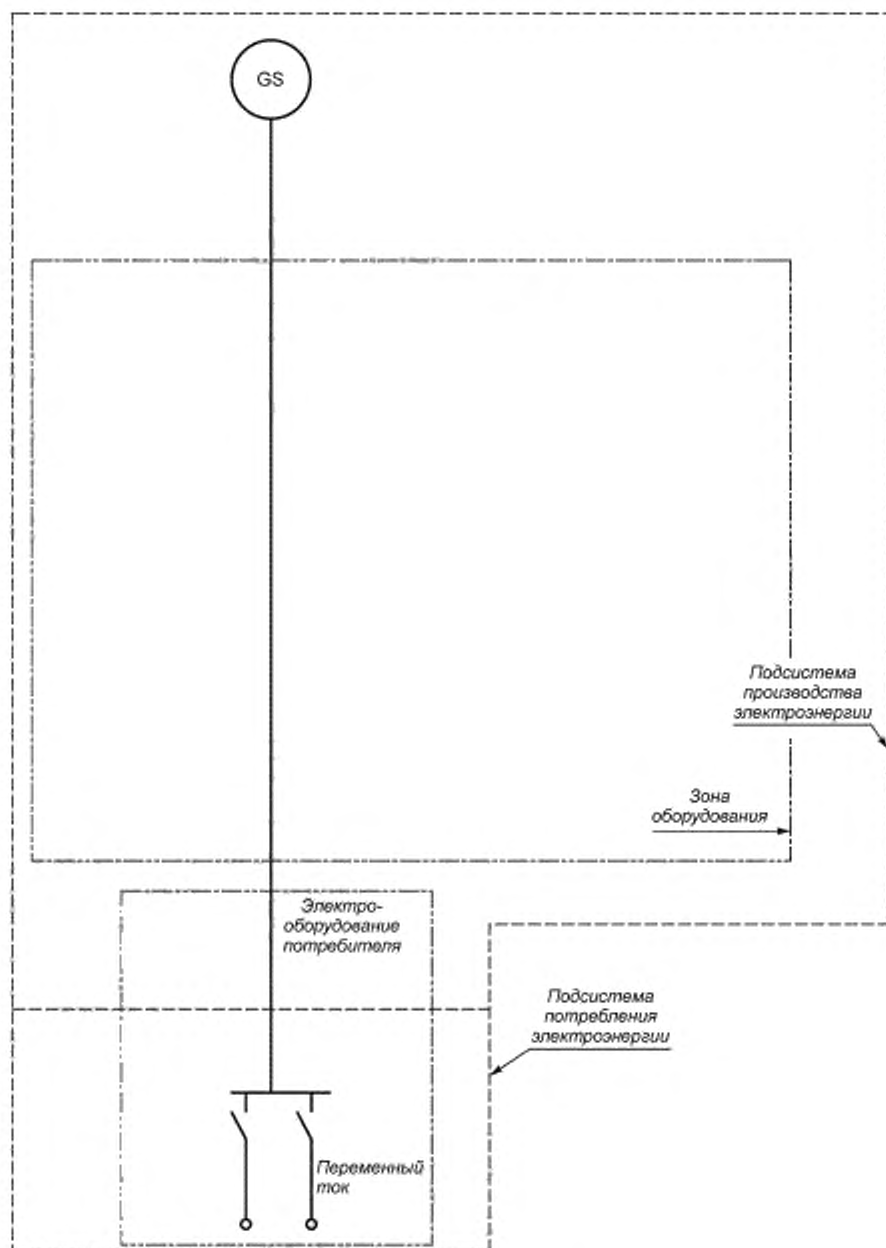 GS
Подсистема
производства
электроэнергии
Зона
оборудования
Электро-
оборудование
потребителя
Подсистема
потребления
электроэнергии
Переменный
ток